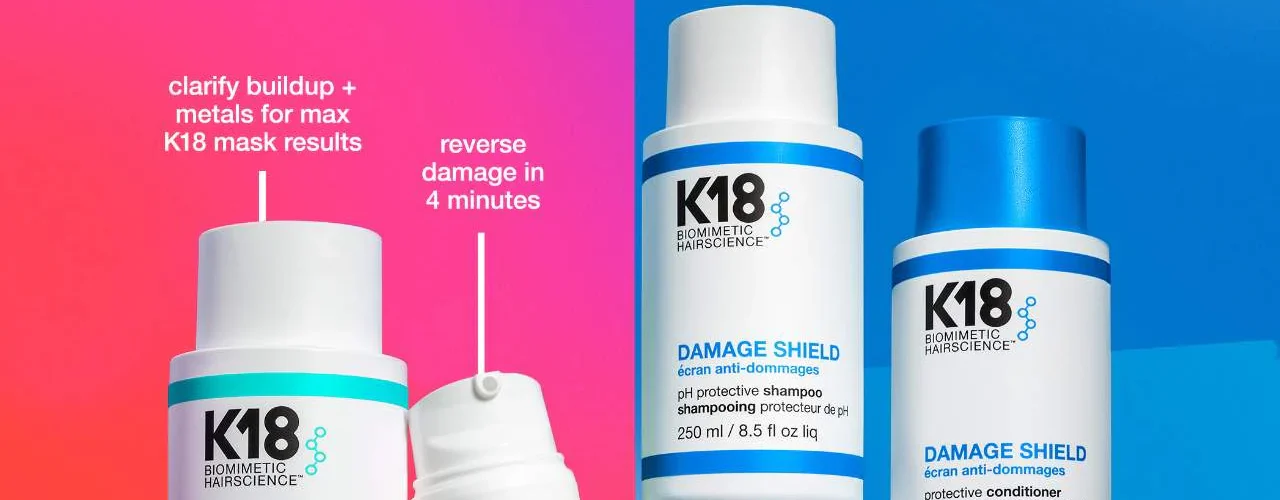 clarify buildup +
metals for max
K18 mask results
reverse
damage in
4 minutes
K18
BIOMIMETIC
HAIRSCIENCE™
K18
BIOMIMETIC
HAIRSCIENCE™
DAMAGE SHIELD
écran anti-dommages
pH protective shampoo
shampooing protecteur de pH
250 ml / 8.5 fl oz liq
K18
BIOMIMETIC
HAIRSCIENCE™
DAMAGE SHIELD
écran anti-dommages
protective conditioner